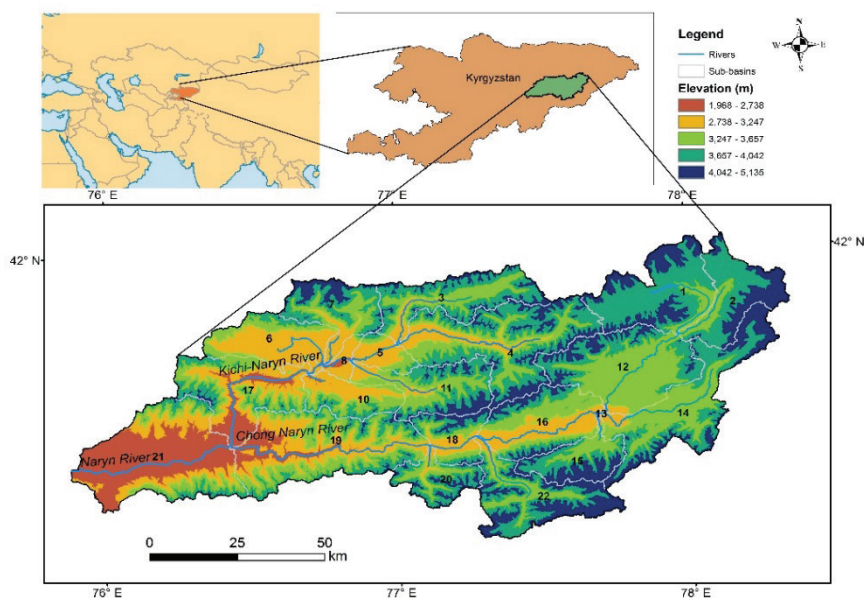 Kyrgyzstan
Legend
Rivers
Sub-basins
Elevation (m)
1,968 - 2,738
2,738 - 3,247
3,247 - 3,657
3,657 - 4,042
4,042 - 5,135
N
W E
S
76° E 77° E 78° E
42° N 42° N
1
2
3
7
6
5
4
8
12
Kichi-Naryn River
11
17
10
16
13
14
Chong Naryn River
19
18
Naryn River 21
15
20
22
0 25 50
km
76° E 77° E 78° E